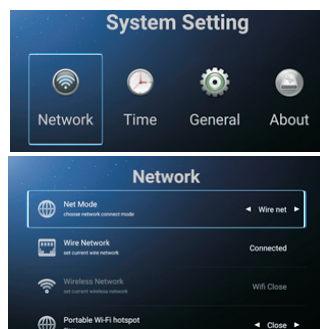 System Setting
Network Time General About
Network
Net Mode
choose network connect mode
Wire net
Wire Network
set current wire network
Connected
Wireless Network
set current wireless network
Wifi Close
Portable Wi-Fi hotspot
Close